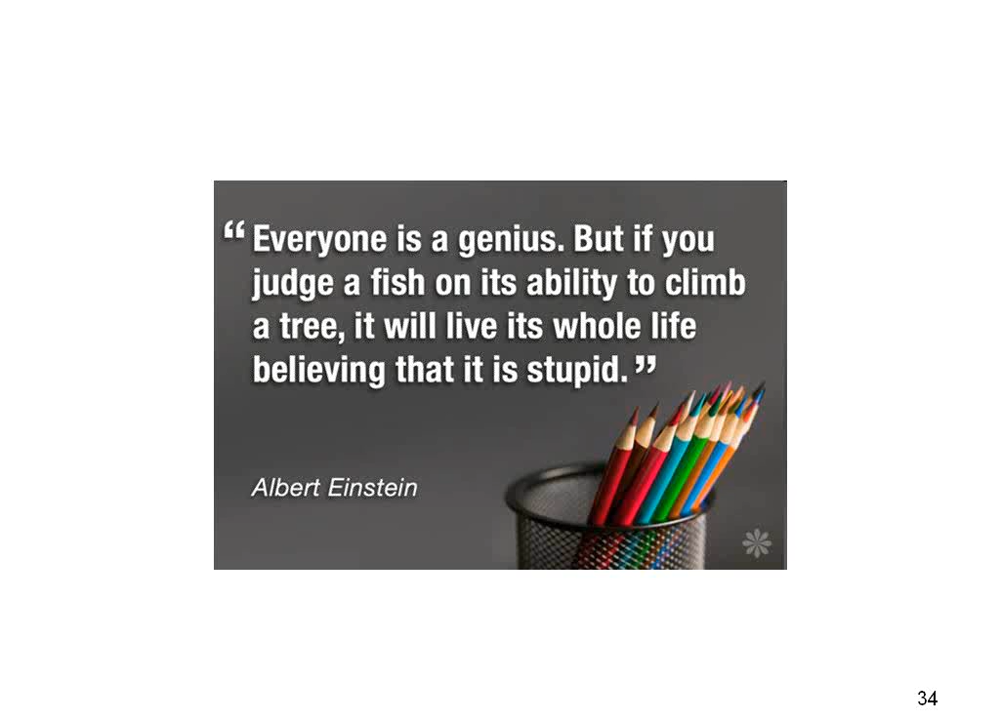 “ Everyone is a genius. But if you
judge a fish on its ability to climb
a tree, it will live its whole life
believing that it is stupid. ”
Albert Einstein
34